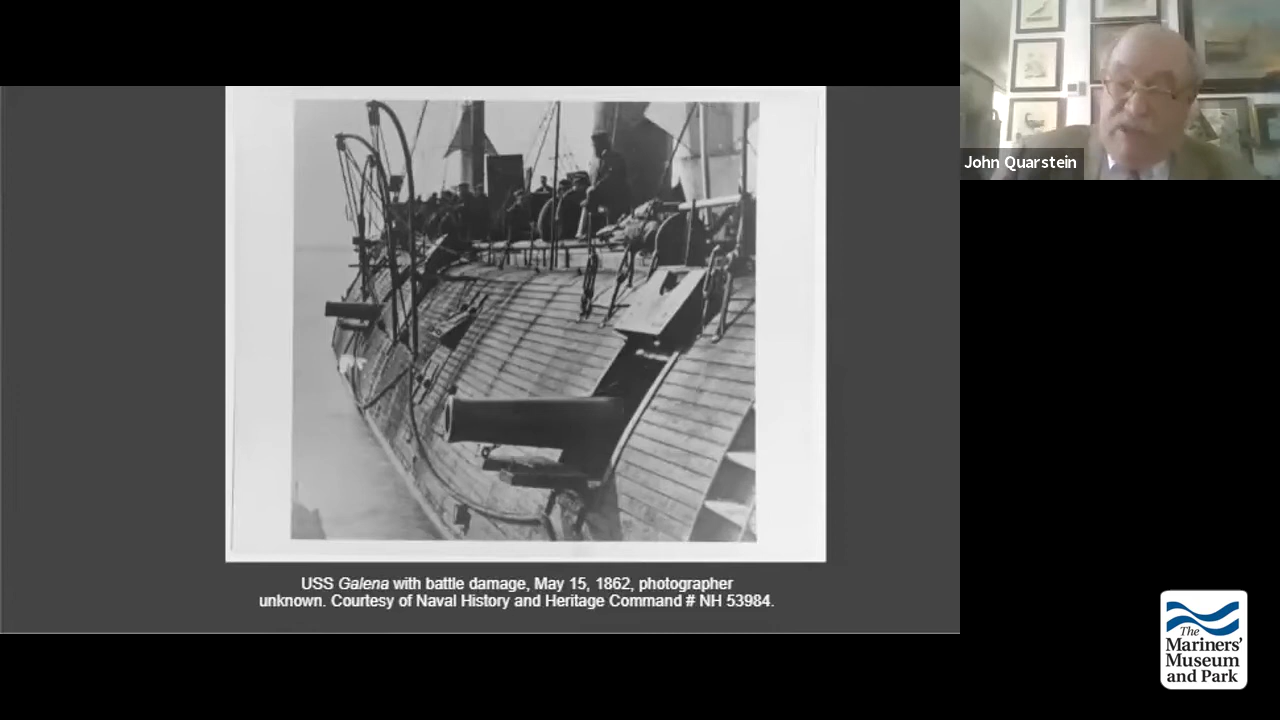 John Quarstein
USS Galena with battle damage, May 15, 1862, photographer
unknown. Courtesy of Naval History and Heritage Command # NH 53984.
The
Mariners'
Museum
and Park